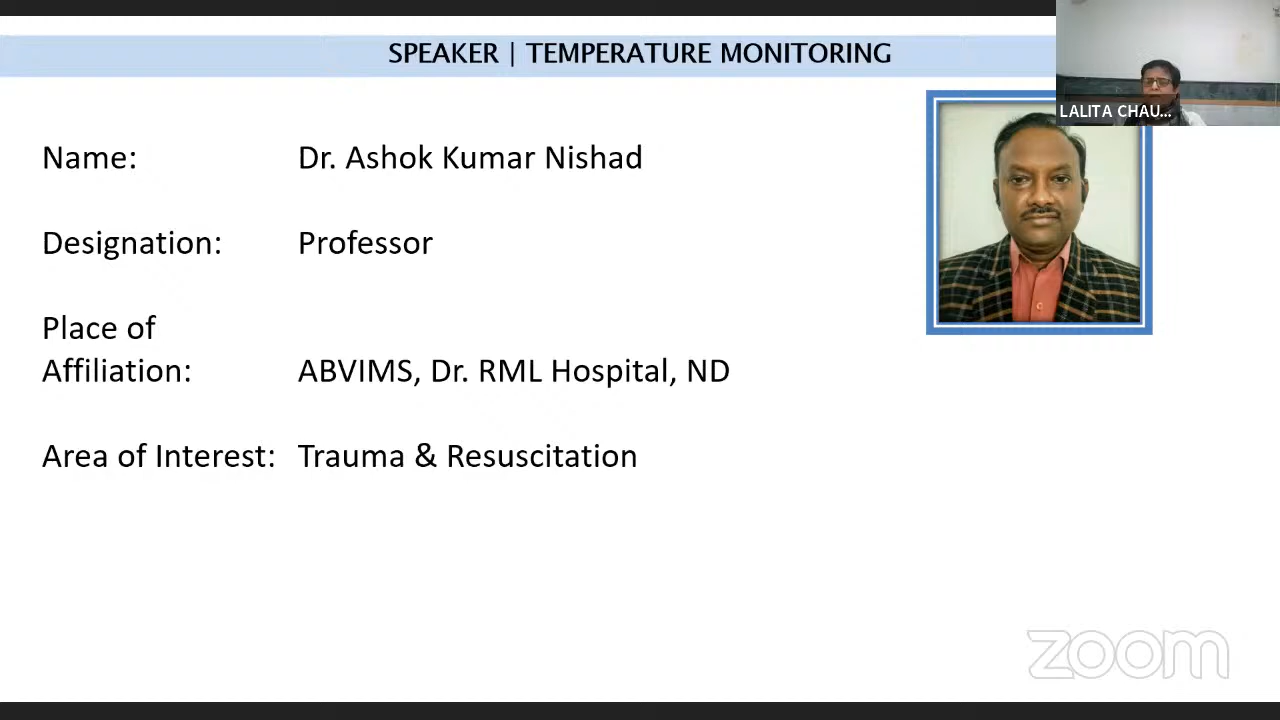 SPEAKER | TEMPERATURE MONITORING
LALITA CHAU...
Name: Dr. Ashok Kumar Nishad
Designation: Professor
Place of
Affiliation: ABVIMS, Dr. RML Hospital, ND
Area of Interest: Trauma & Resuscitation
zoom